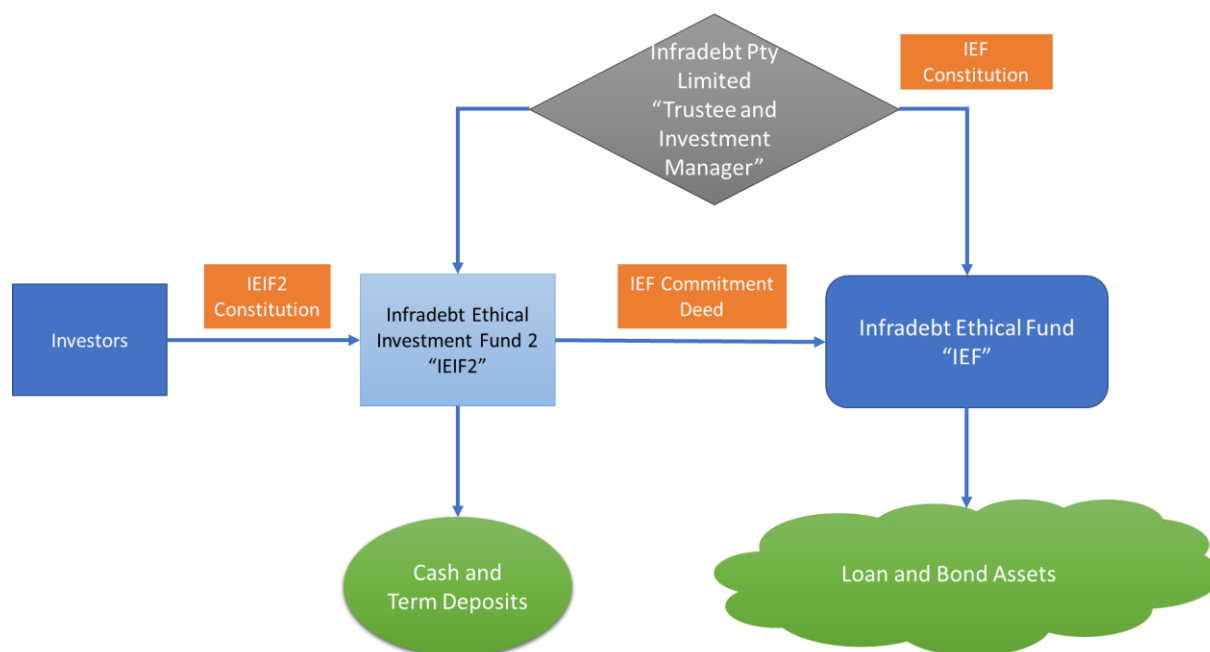 Infradebt Pty
Limited
“Trustee and
Investment
Manager”
IEF
Constitution
Investors
IEIF2
Constitution
Infradebt Ethical
Investment Fund 2
“IEIF2”
IEF Commitment
Deed
Infradebt Ethical Fund
“IEF”
Cash and
Term Deposits
Loan and Bond Assets